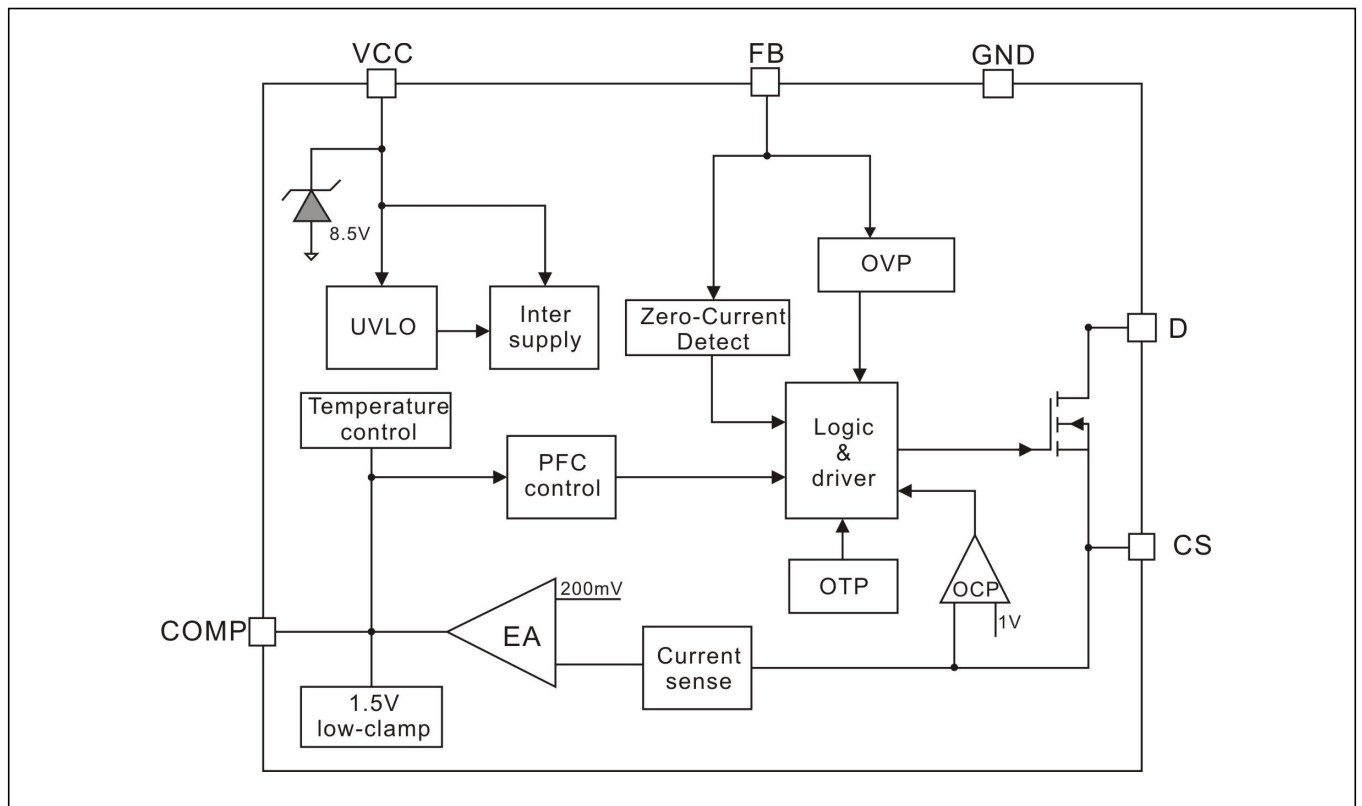 VCC
FB
GND
8.5V
OVP
UVLO
Inter
supply
Zero-Current
Detect
D
Temperature
control
Logic
&
driver
PFC
control
CS
OTP
OCP
200mV
1V
COMP
EA
Current
sense
1.5V
low-clamp